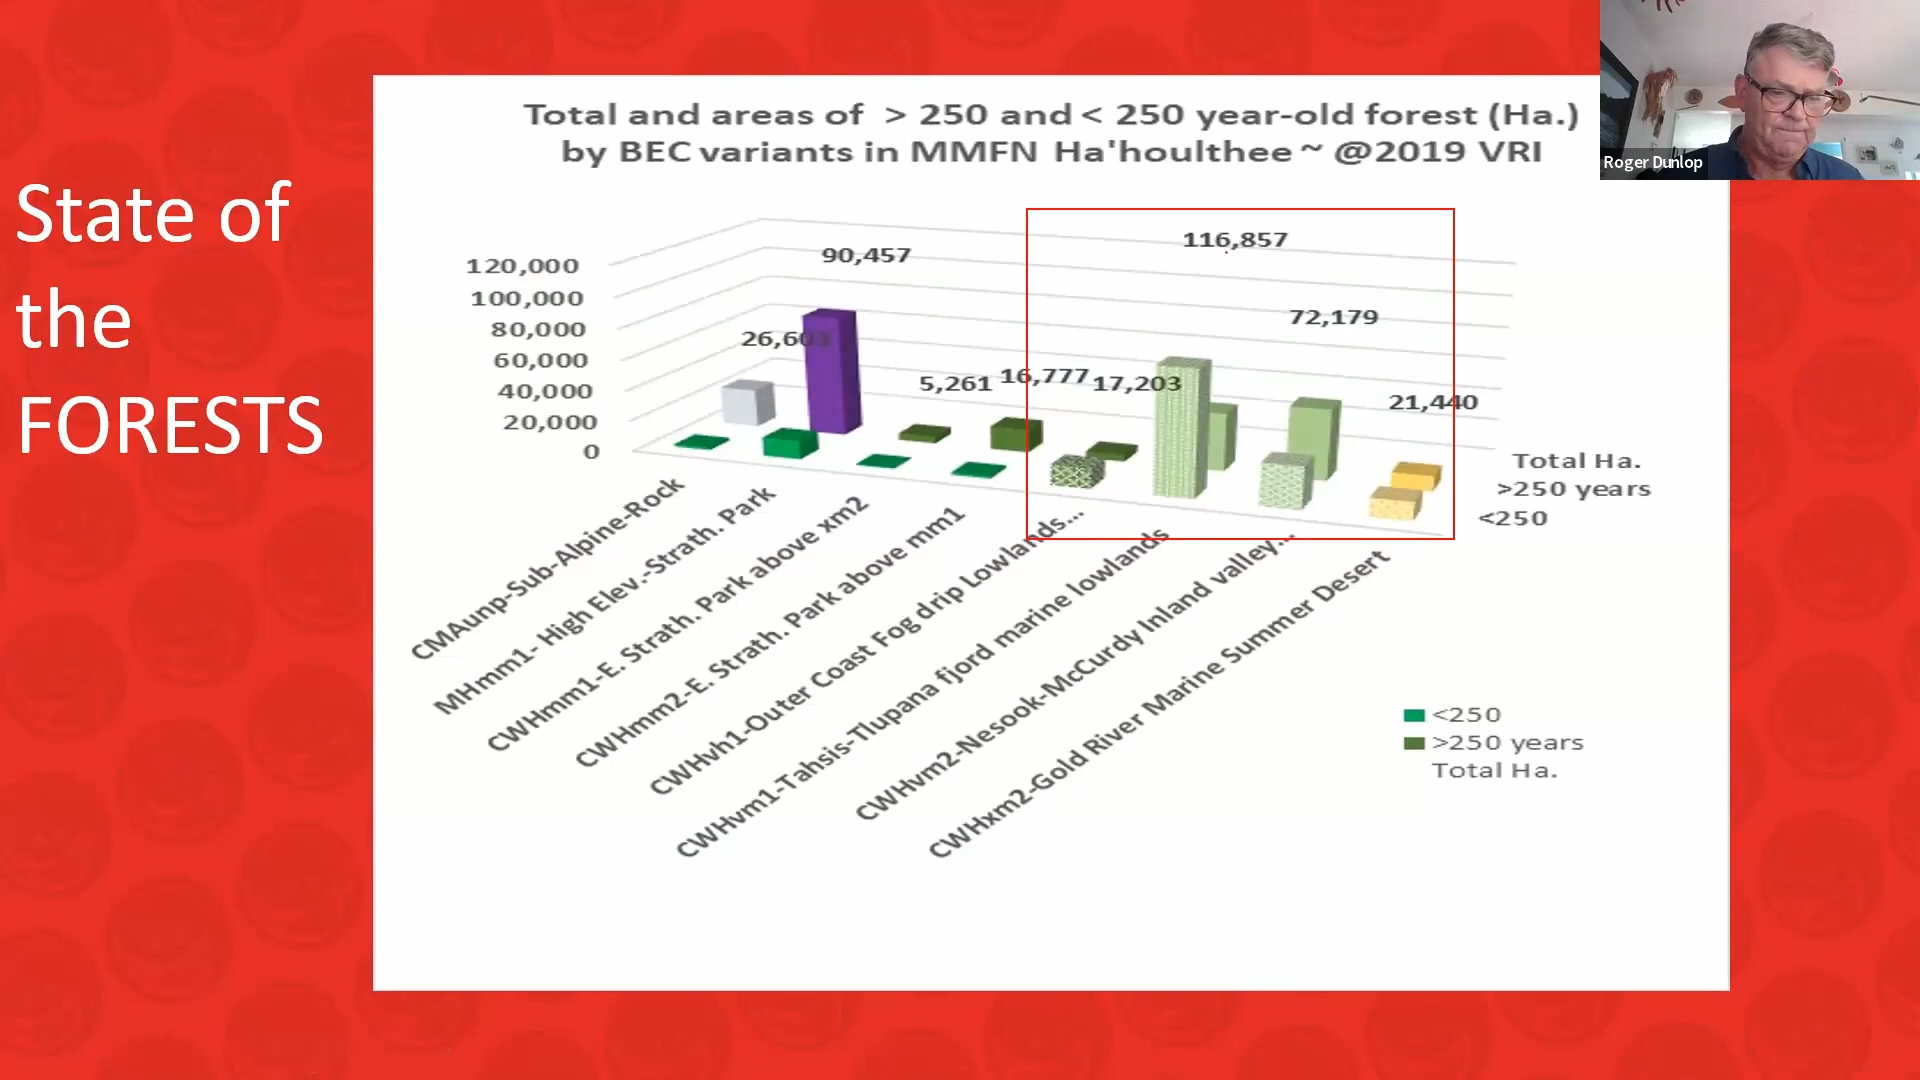 State of
the
FORESTS
Total and areas of > 250 and < 250 year-old forest (Ha.)
by BEC variants in MMFN Ha'houlthee ~ @2019 VRI
Roger Dunlop
120,000
100,000
80,000
60,000
40,000
20,000
0
90,457
5,261
16,777
17,203
116,857
72,179
21,440
Total Ha.
>250 years
<250
CMAunp-Sub-Alpine-Rock
MHmm1- High Elev.-Strath. Park
CWHmm1-E. Strath. Park above xm2
CWHmm2-E. Strath. Park above mm1
CWHvh1-Outer Coast Fog drip Lowlands...
CWHvm1-Tahsis-Tlupana fjord marine lowlands
CWHvm2-Nesook-McCurdy Inland valley...
CWHxm2-Gold River Marine Summer Desert
<250
>250 years
Total Ha.